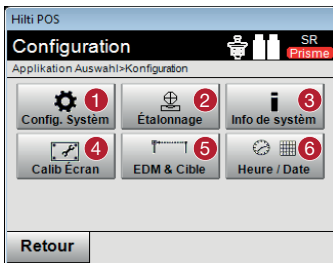 Hilti POS
Configuration
SR
Prisme
Applikation Auswahl>Konfiguration
1
Config. Systèm
2
Étalonnage
3
Info de systèm
4
Calib Écran
5
EDM & Cible
6
Heure / Date
Retour